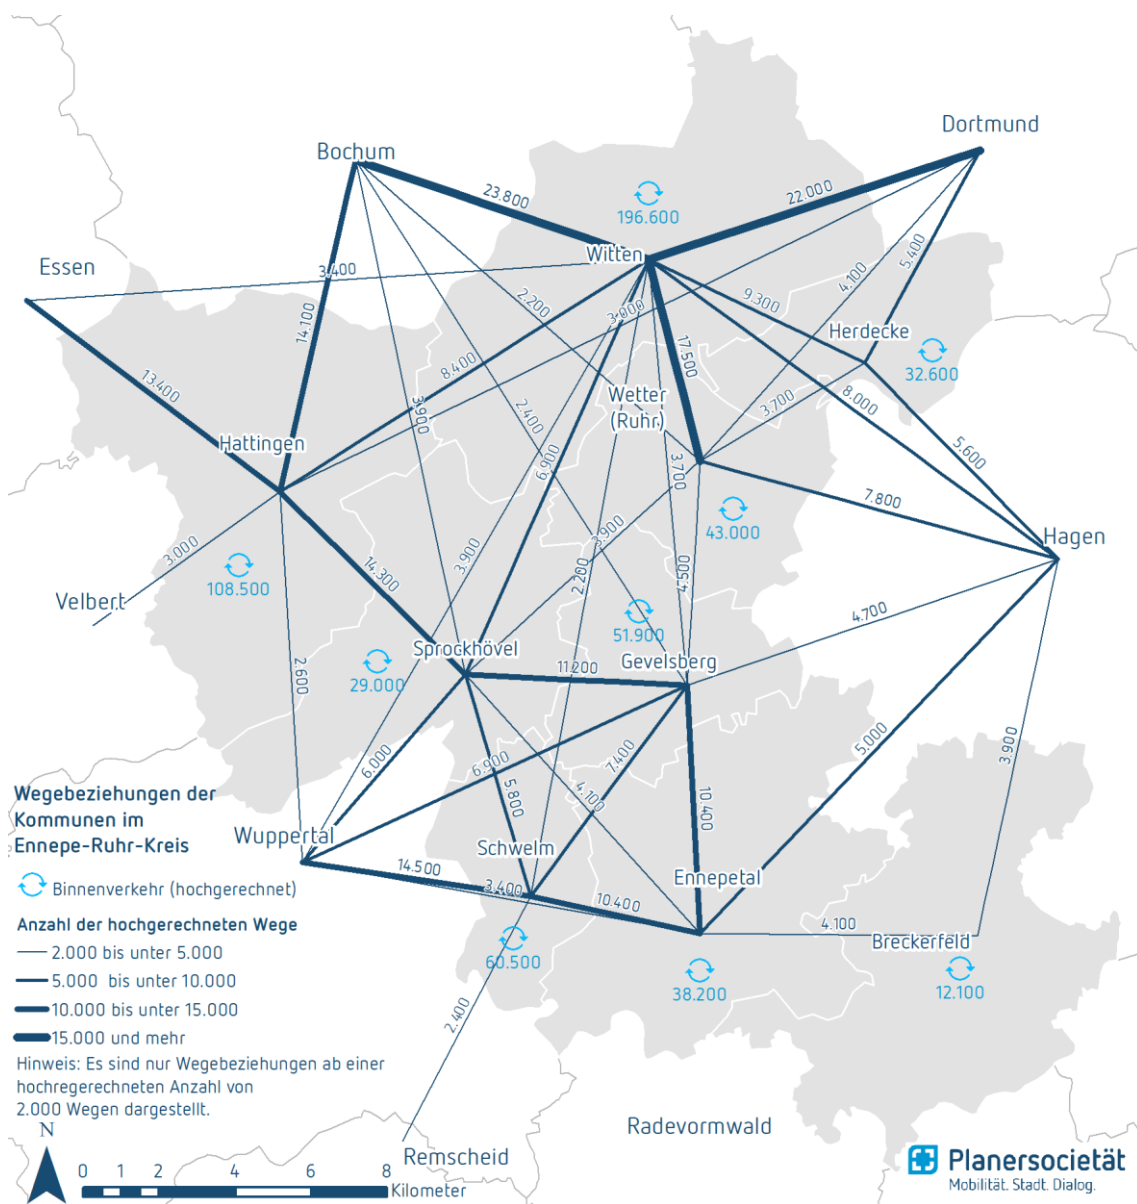 Dortmund
Bochum
23.800
22.000
196.600
Witten
Essen
3.400
5.400
4.100
2.200
9.300
3.000
14.100
Herdecke
17.500
8.400
32.600
13.400
Wetter
(Ruhr)
3.700
8.000
3.900
2.400
Hattingen
5.600
6.900
3.700
7.800
43.000
Hagen
3.900
3.000
14.300
3.900
2.200
4.500
108.500
Velbert
4.700
51.900
Sprockhövel
Gevelsberg
2.600
29.000
11.200
5.000
3.900
6.000
6.900
7.400
5.800
4.100
10.400
Wegebeziehungen der
Kommunen im
Ennepe-Ruhr-Kreis
Wuppertal
Schwelm
14.500
3.400
10.400
Ennepetal
Binnenverkehr (hochgerechnet)
Anzahl der hochgerechneten Wege
2.000 bis unter 5.000
5.000 bis unter 10.000
10.000 bis unter 15.000
15.000 und mehr
4.100
Breckerfeld
60.500
38.200
12.100
2.400
Hinweis: Es sind nur Wegebeziehungen ab einer
hochregerechneten Anzahl von
2.000 Wegen dargestellt.
N
0 1 2 4 6 8
Kilometer
Radevormwald
Remscheid
Planersocietät
Mobilität. Stadt. Dialog.